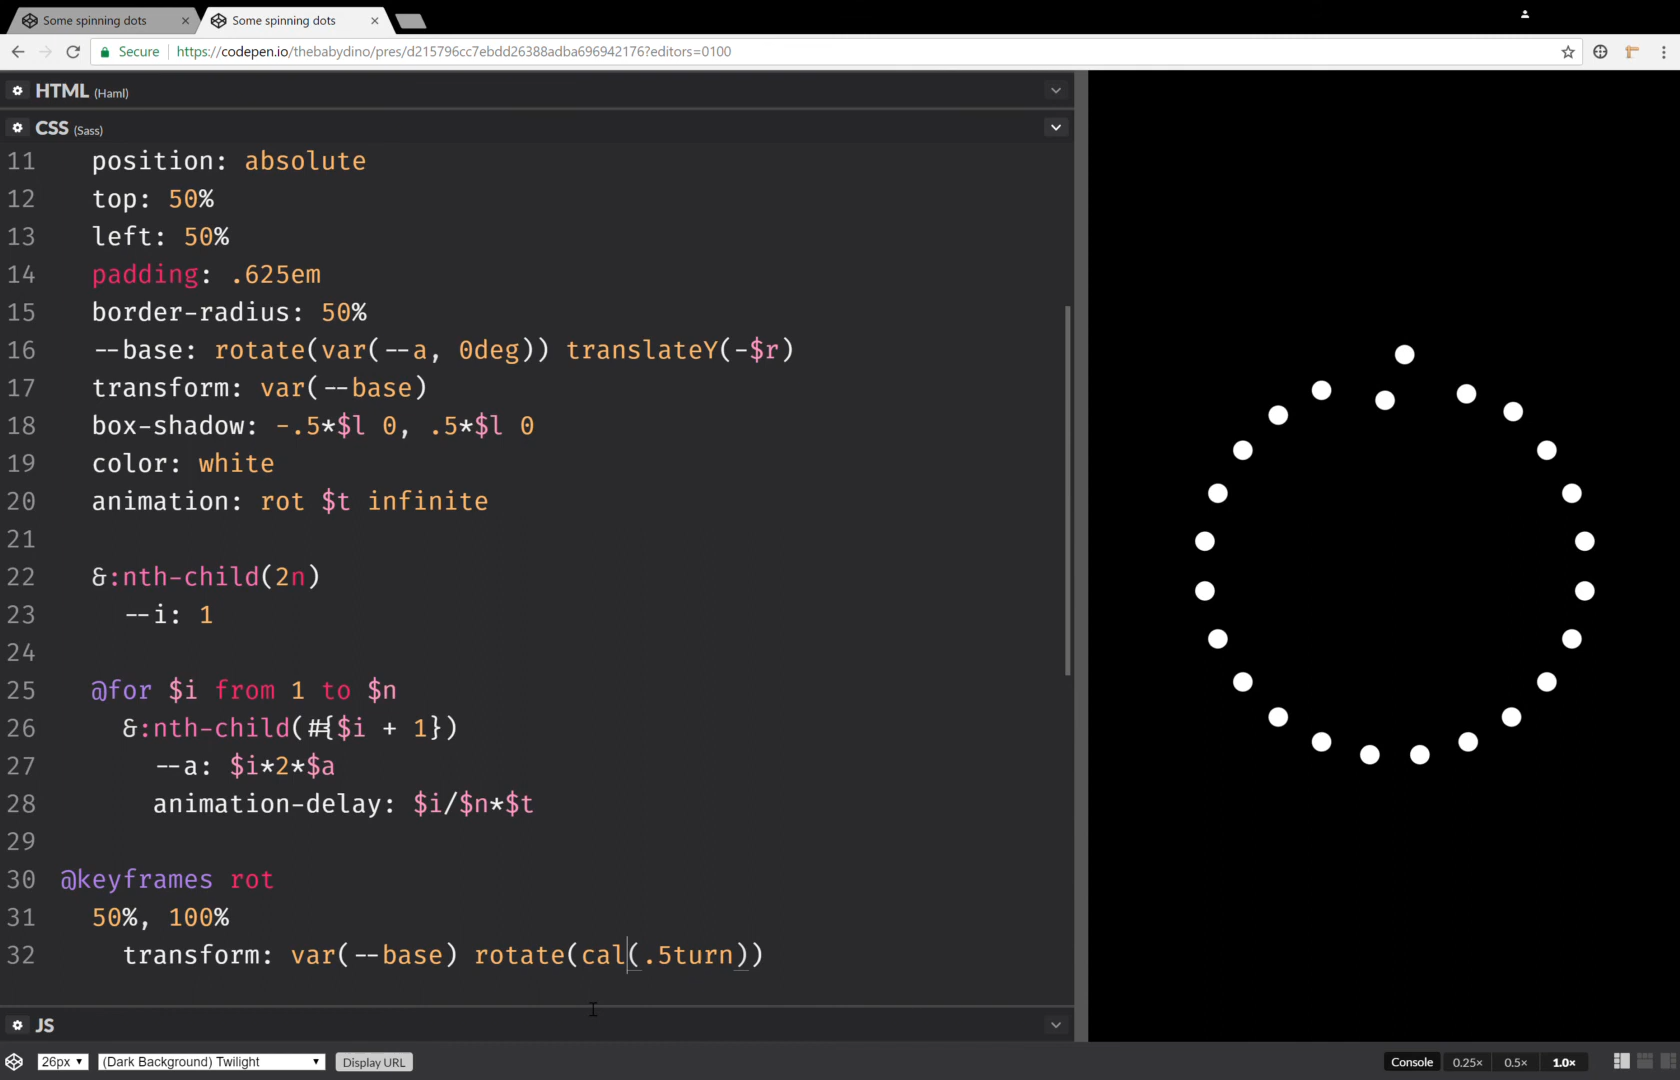 Some spinning dots
Some spinning dots
Secure https://codepen.io/thebabydino/pres/d215796cc7ebdd26388adba696942176?editors=0100
HTML (Haml)
CSS (Sass)
11 position: absolute
12 top: 50%
13 left: 50%
14 padding: .625em
15 border-radius: 50%
16 --base: rotate(var(--a, 0deg)) translateY(-$r)
17 transform: var(--base)
18 box-shadow: -.5*$l 0, .5*$l 0
19 color: white
20 animation: rot $t infinite
21
22 &:nth-child(2n)
23 --i: 1
24
25 @for $i from 1 to $n
26 &:nth-child(#{$i + 1})
27 --a: $i*2*$a
28 animation-delay: $i/$n*$t
29
30 @keyframes rot
31 50%, 100%
32 transform: var(--base) rotate(cal(.5turn))
JS
26px (Dark Background) Twilight Display URL Console 0.25× 0.5× 1.0×